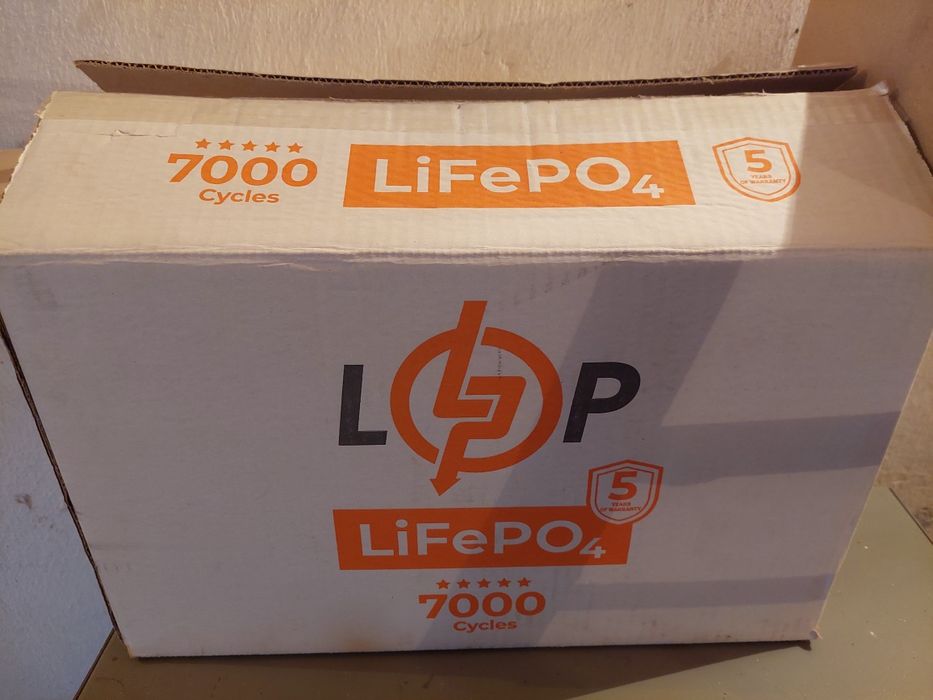 7000
Cycles
LiFePO4
5
YEARS
OF WARRANTY
LP
5
YEARS
OF WARRANTY
LiFePO4
7000
Cycles